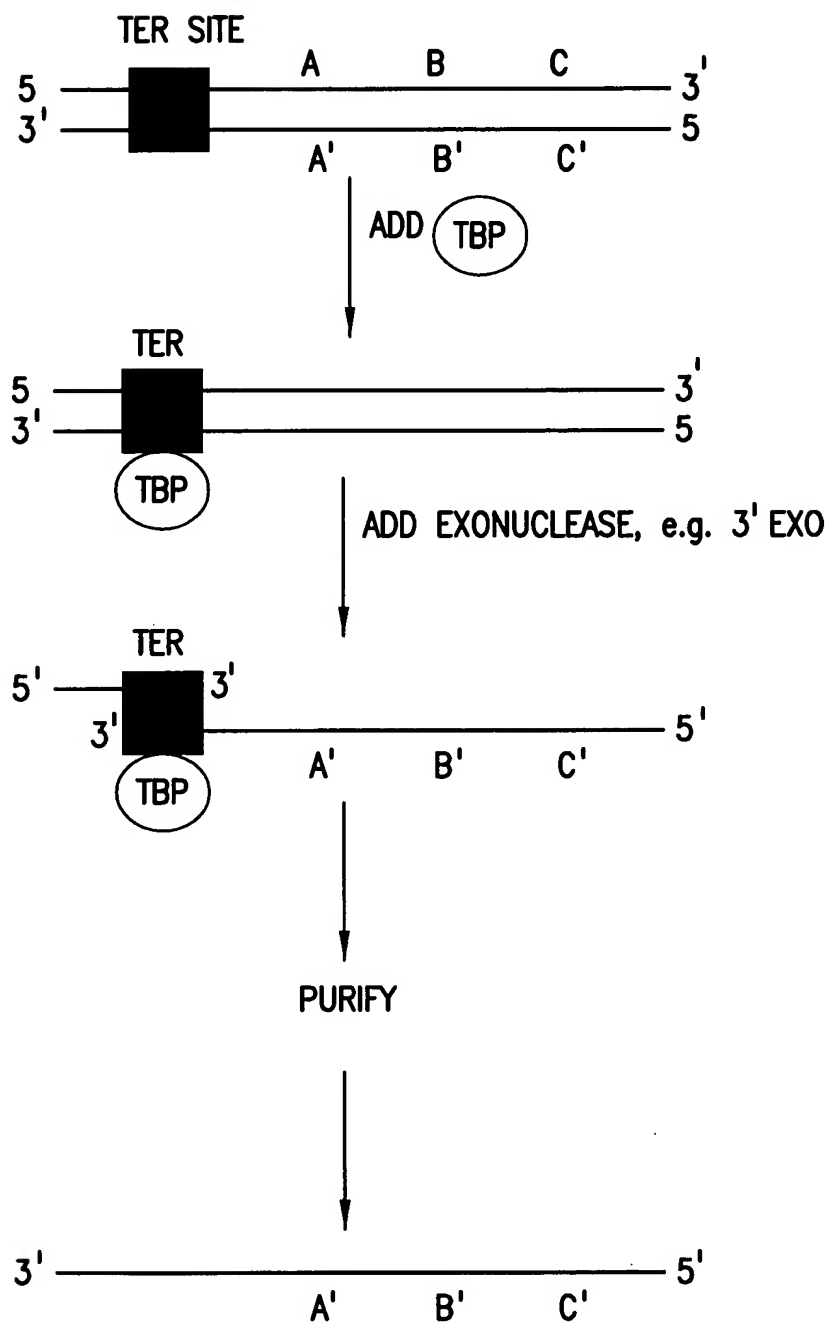 TER SITE
A B C
5 3'
3' 5
A' B' C'
ADD TBP
TER
5 3'
3' 5
TBP
ADD EXONUCLEASE, e.g. 3' EXO
TER
5' 3'
3' 5'
A' B' C'
TBP
PURIFY
3' 5'
A' B' C'